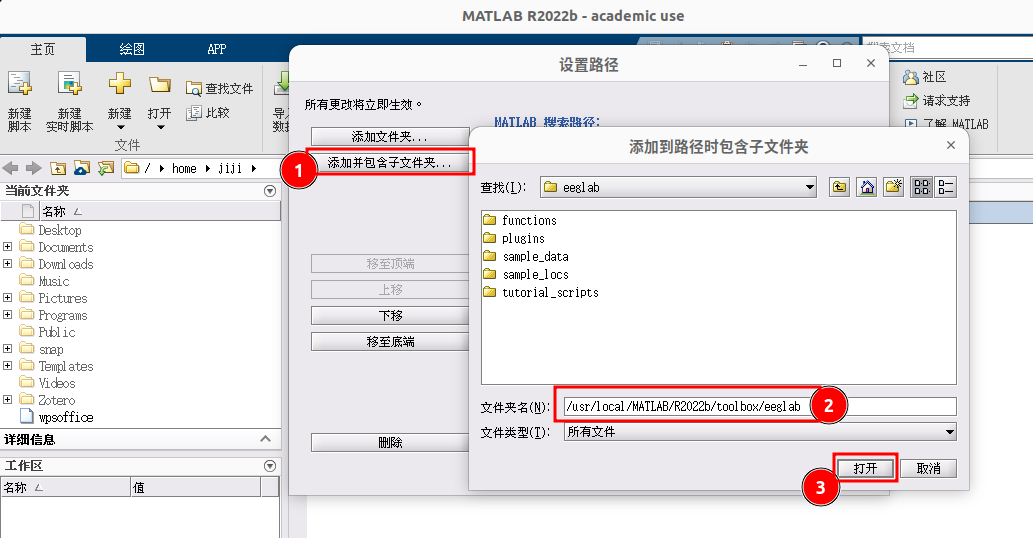 MATLAB R2022b - academic use
主页 绘图 APP
搜索文档
新建
脚本
新建
实时脚本
新建
打开
查找文件
比较
导入
数据
文件
社区
请求支持
了解 MATLAB
/ home jiji
当前文件夹
名称
Desktop
Documents
Downloads
Music
Pictures
Programs
Public
snap
Templates
Videos
Zotero
wpsoffice
详细信息
工作区
名称 值
设置路径
所有更改将立即生效。
MATLAB 搜索路径:
添加文件夹...
1
添加并包含子文件夹...
移至顶端
上移
下移
移至底端
删除
添加到路径时包含子文件夹
查找(I): eeglab
functions
plugins
sample_data
sample_locs
tutorial_scripts
文件夹名(N): /usr/local/MATLAB/R2022b/toolbox/eeglab 2
文件类型(T): 所有文件
打开 取消
3